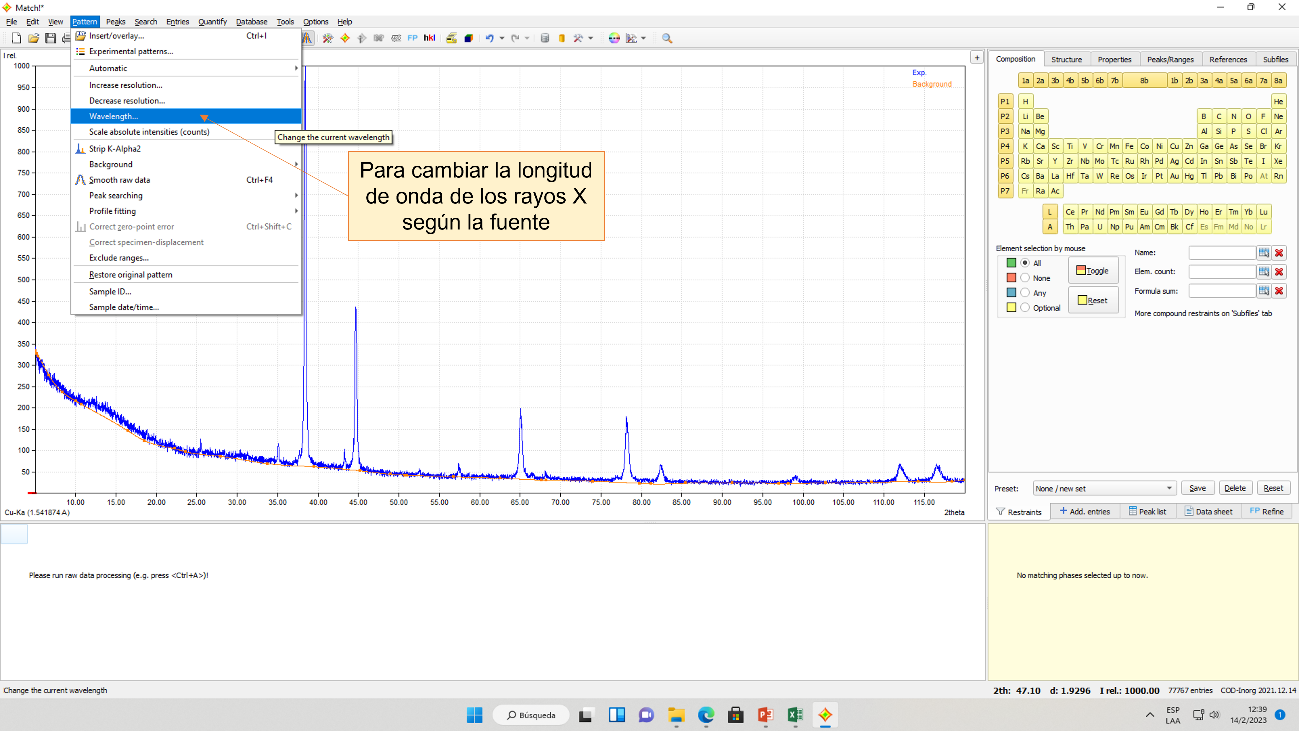 Match!*
File Edit View Pattern Peaks Search Entries Quantify Database Tools Options Help
Insert/overlay... Ctrl+I
Experimental patterns...
Automatic
Increase resolution...
Decrease resolution...
Wavelength...
Scale absolute intensities (counts)
Strip K-Alpha2
Background
Smooth raw data Ctrl+F4
Peak searching
Profile fitting
Correct zero-point error Ctrl+Shift+C
Correct specimen-displacement
Exclude ranges...
Restore original pattern
Sample ID...
Sample date/time...
Change the current wavelength
Para cambiar la longitud
de onda de los rayos X
según la fuente
FP hkl
I rel.
1000
950
900
850
800
750
700
650
600
550
500
450
400
350
300
250
200
150
100
50
Exp.
Background
10.00 15.00 20.00 25.00 30.00 35.00 40.00 45.00 50.00 55.00 60.00 65.00 70.00 75.00 80.00 85.00 90.00 95.00 100.00 105.00 110.00 115.00
Cu-Ka (1.541874 A) 2theta
Composition Structure Properties Peaks/Ranges References Subfiles
1a 2a 3b 4b 5b 6b 7b 8b 1b 2b 3a 4a 5a 6a 7a 8a
P1 H He
P2 Li Be B C N O F Ne
P3 Na Mg Al Si P S Cl Ar
P4 K Ca Sc Ti V Cr Mn Fe Co Ni Cu Zn Ga Ge As Se Br Kr
P5 Rb Sr Y Zr Nb Mo Tc Ru Rh Pd Ag Cd In Sn Sb Te I Xe
P6 Cs Ba La Hf Ta W Re Os Ir Pt Au Hg Tl Pb Bi Po At Rn
P7 Fr Ra Ac
L Ce Pr Nd Pm Sm Eu Gd Tb Dy Ho Er Tm Yb Lu
A Th Pa U Np Pu Am Cm Bk Cf Es Fm Md No Lr
Element selection by mouse
All
None
Any
Optional
Toggle
Reset
Name:
Elem. count:
Formula sum:
More compound restraints on 'Subfiles' tab
Preset: None / new set Save Delete Reset
Restraints Add. entries Peak list Data sheet FP Refine
Please run raw data processing (e.g. press <Ctrl+A>)!
No matching phases selected up to now.
Change the current wavelength
2th: 47.10 d: 1.9296 I rel.: 1000.00 77767 entries COD-Inorg 2021.12.14
Búsqueda
ESP
LAA
12:39
14/2/2023
1